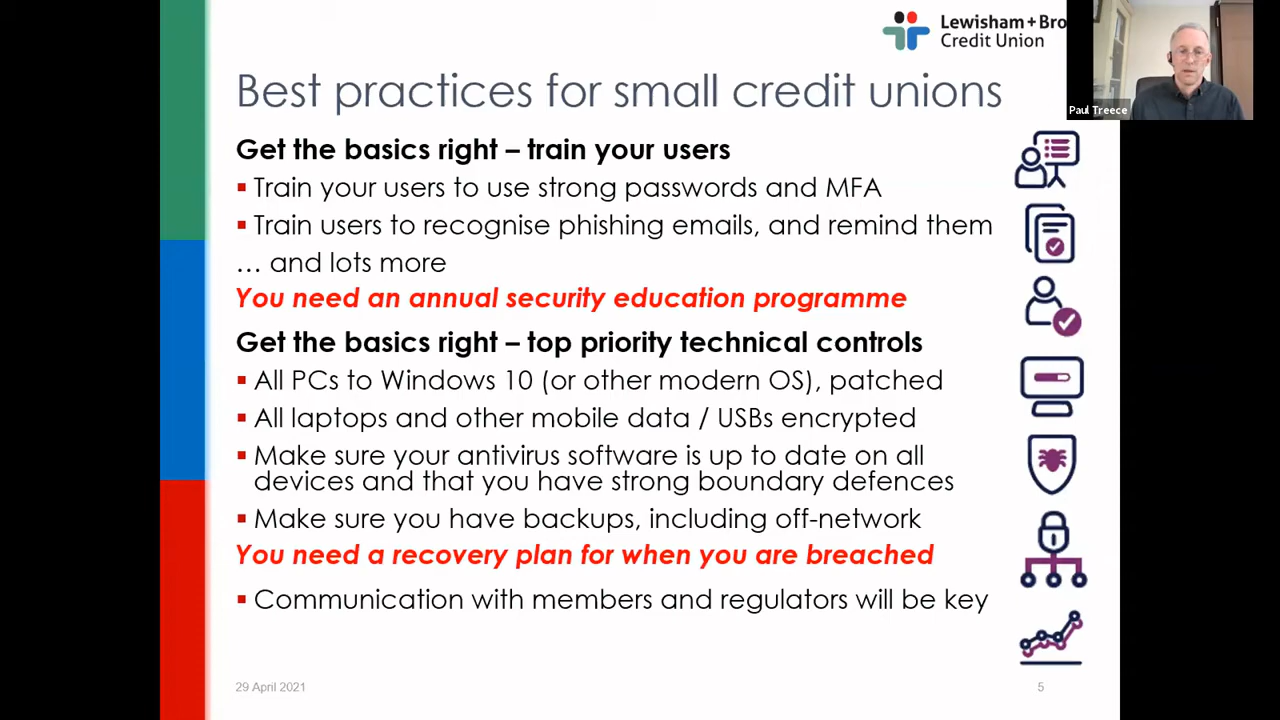 Lewisham + Bro
Credit Union
Paul Treece
Best practices for small credit unions
Get the basics right – train your users
▪ Train your users to use strong passwords and MFA
▪ Train users to recognise phishing emails, and remind them
… and lots more
You need an annual security education programme
Get the basics right – top priority technical controls
▪ All PCs to Windows 10 (or other modern OS), patched
▪ All laptops and other mobile data / USBs encrypted
▪ Make sure your antivirus software is up to date on all
devices and that you have strong boundary defences
▪ Make sure you have backups, including off-network
You need a recovery plan for when you are breached
▪ Communication with members and regulators will be key
29 April 2021
5